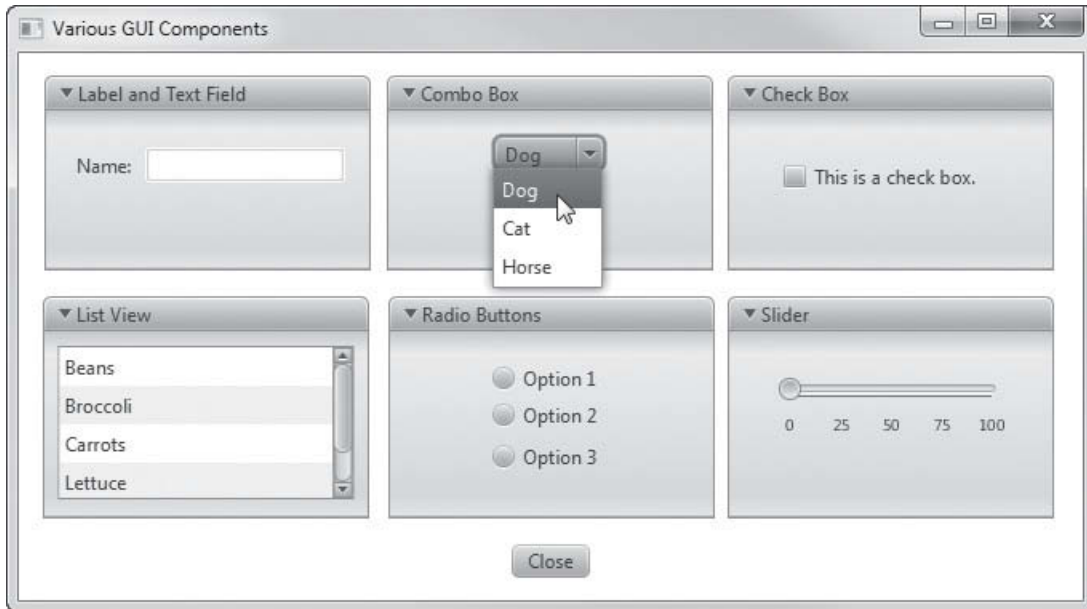 Various GUI Components
Label and Text Field
Name:
Combo Box
Dog
Dog
Cat
Horse
Check Box
This is a check box.
List View
Beans
Broccoli
Carrots
Lettuce
Radio Buttons
Option 1
Option 2
Option 3
Slider
0 25 50 75 100
Close